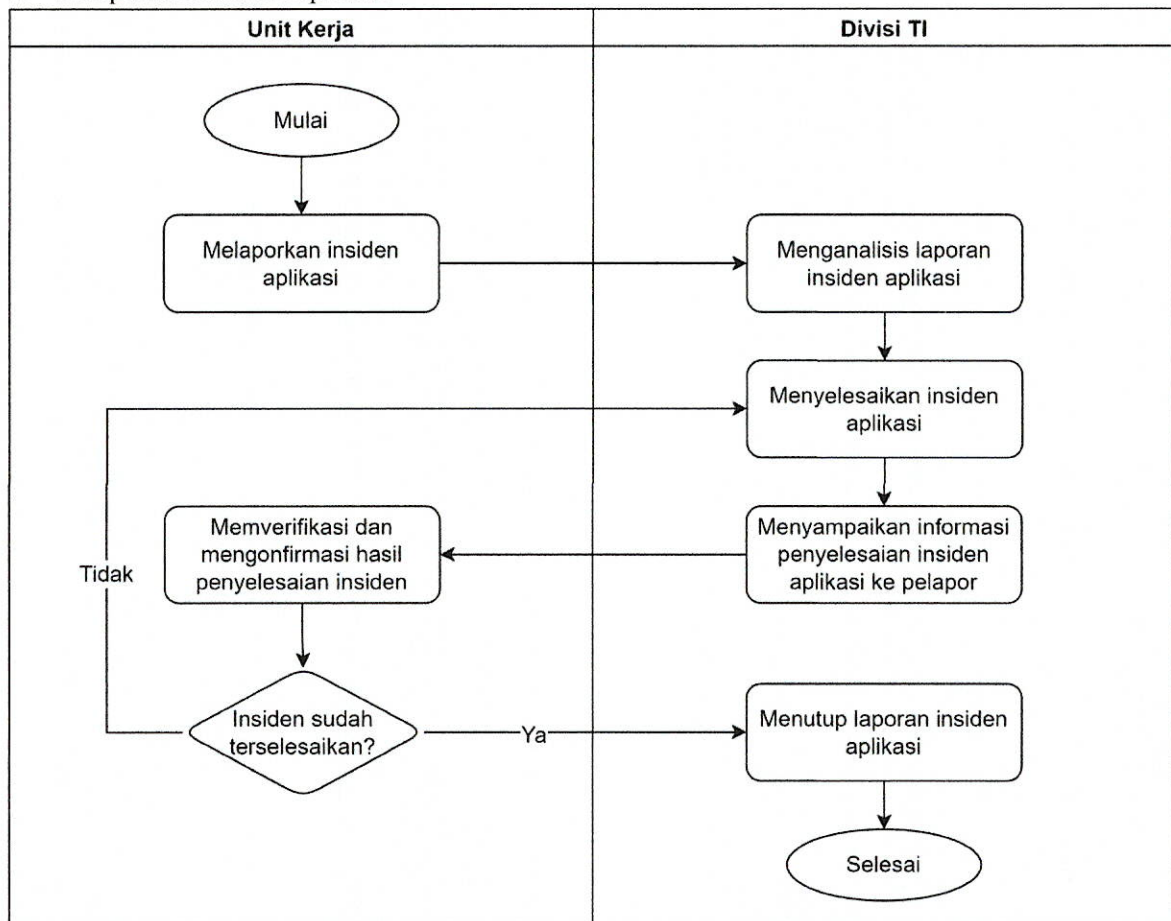 Unit Kerja
Divisi TI
Mulai
Melaporkan insiden
aplikasi
Menganalisis laporan
insiden aplikasi
Menyelesaikan insiden
aplikasi
Memverifikasi dan
mengonfirmasi hasil
penyelesaian insiden
Menyampaikan informasi
penyelesaian insiden
aplikasi ke pelapor
Tidak
Insiden sudah
terselesaikan?
Ya
Menutup laporan insiden
aplikasi
Selesai